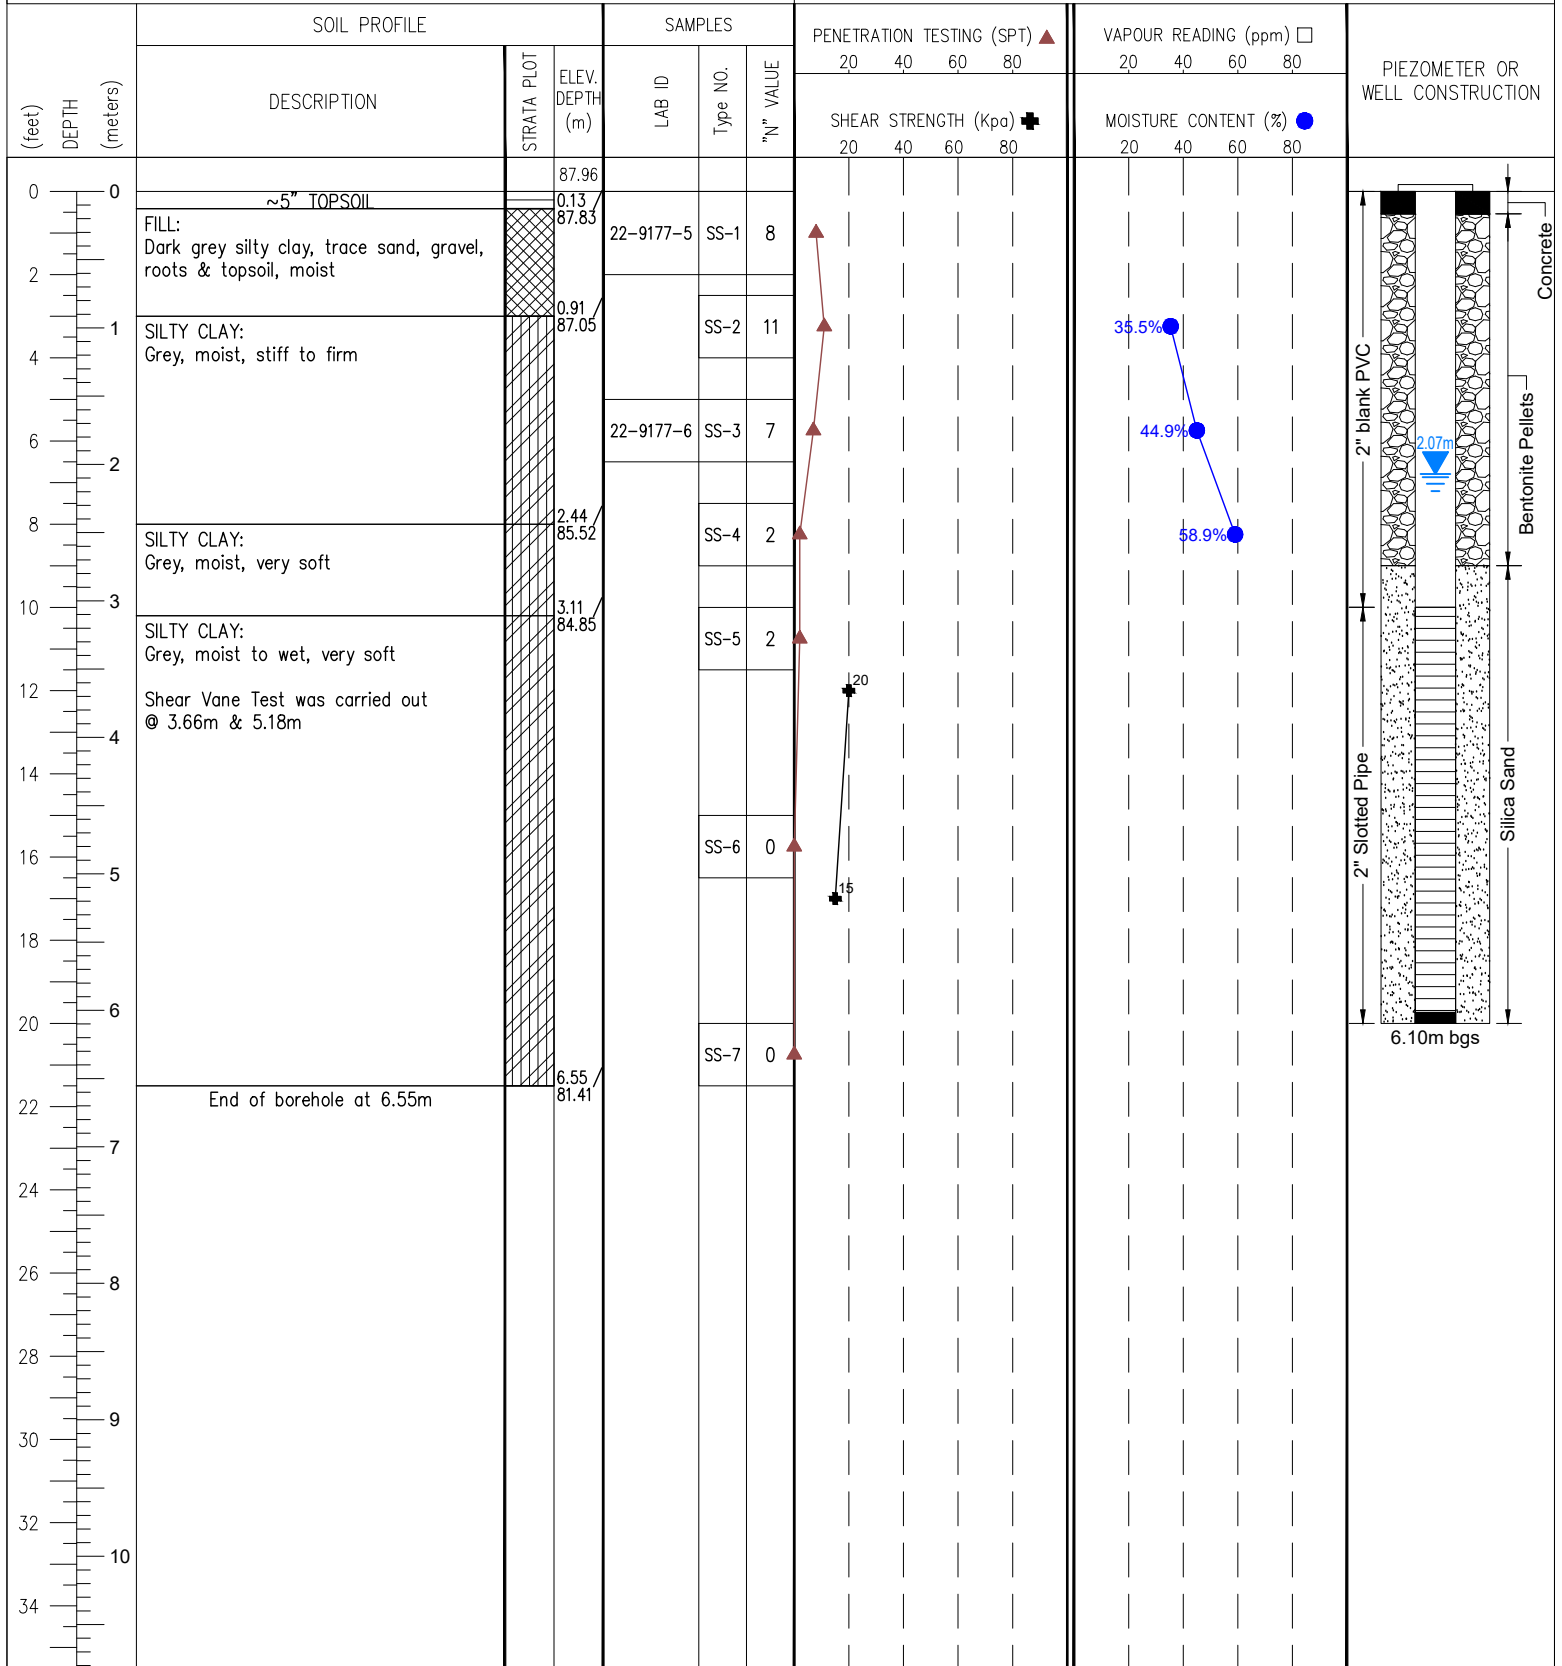 SOIL PROFILE
SAMPLES
PENETRATION TESTING (SPT)
20 40 60 80
SHEAR STRENGTH (Kpa)
20 40 60 80
VAPOUR READING (ppm)
20 40 60 80
MOISTURE CONTENT (%)
20 40 60 80
PIEZOMETER OR
WELL CONSTRUCTION
(feet)
DEPTH
(meters)
DESCRIPTION
STRATA PLOT
ELEV.
DEPTH
(m)
LAB ID
Type NO.
"N" VALUE
87.96
0 0
~5" TOPSOIL
0.13
87.83
FILL:
Dark grey silty clay, trace sand, gravel,
roots & topsoil, moist
22-9177-5 SS-1 8
2
0.91
87.05
SILTY CLAY:
Grey, moist, stiff to firm
1
SS-2 11
35.5%
4
22-9177-6 SS-3 7
44.9%
6
2
2.07m
2.44
85.52
8
SILTY CLAY:
Grey, moist, very soft
SS-4 2
58.9%
3
10
3.11
84.85
SILTY CLAY:
Grey, moist to wet, very soft
SS-5 2
Shear Vane Test was carried out
@ 3.66m & 5.18m
20
12
4
14
SS-6 0
16
5
15
18
6
20
SS-7 0
6.55
81.41
End of borehole at 6.55m
22
7
24
26
8
28
9
30
32
10
34
2" blank PVC
2" Slotted Pipe
Concrete
Bentonite Pellets
Silica Sand
6.10m bgs